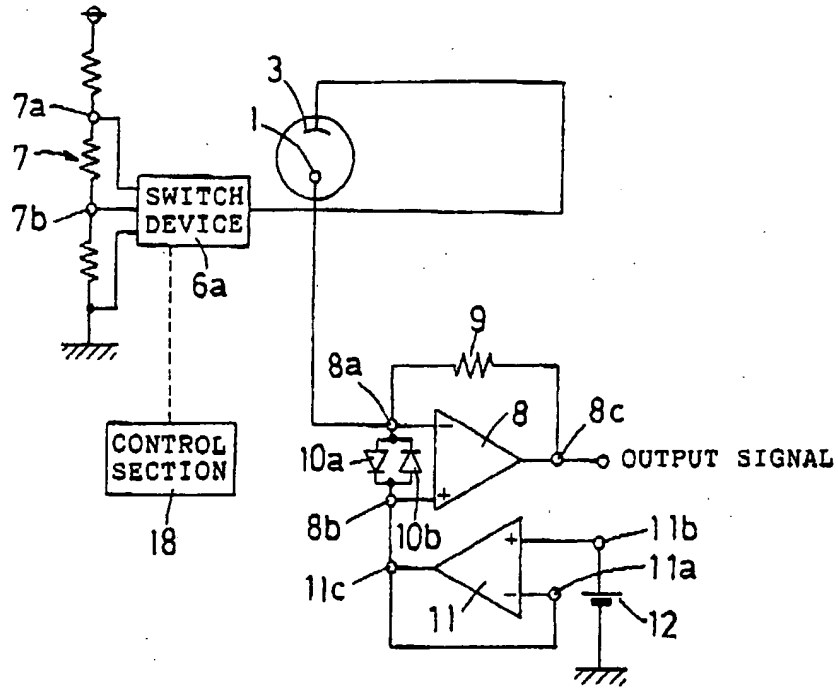 3
7a
1
7
SWITCH
DEVICE
7b
6a
9
8a
8
8c
−
OUTPUT SIGNAL
CONTROL
SECTION
10a
+
18
8b
10b
11b
+
11a
11c
−
11
12